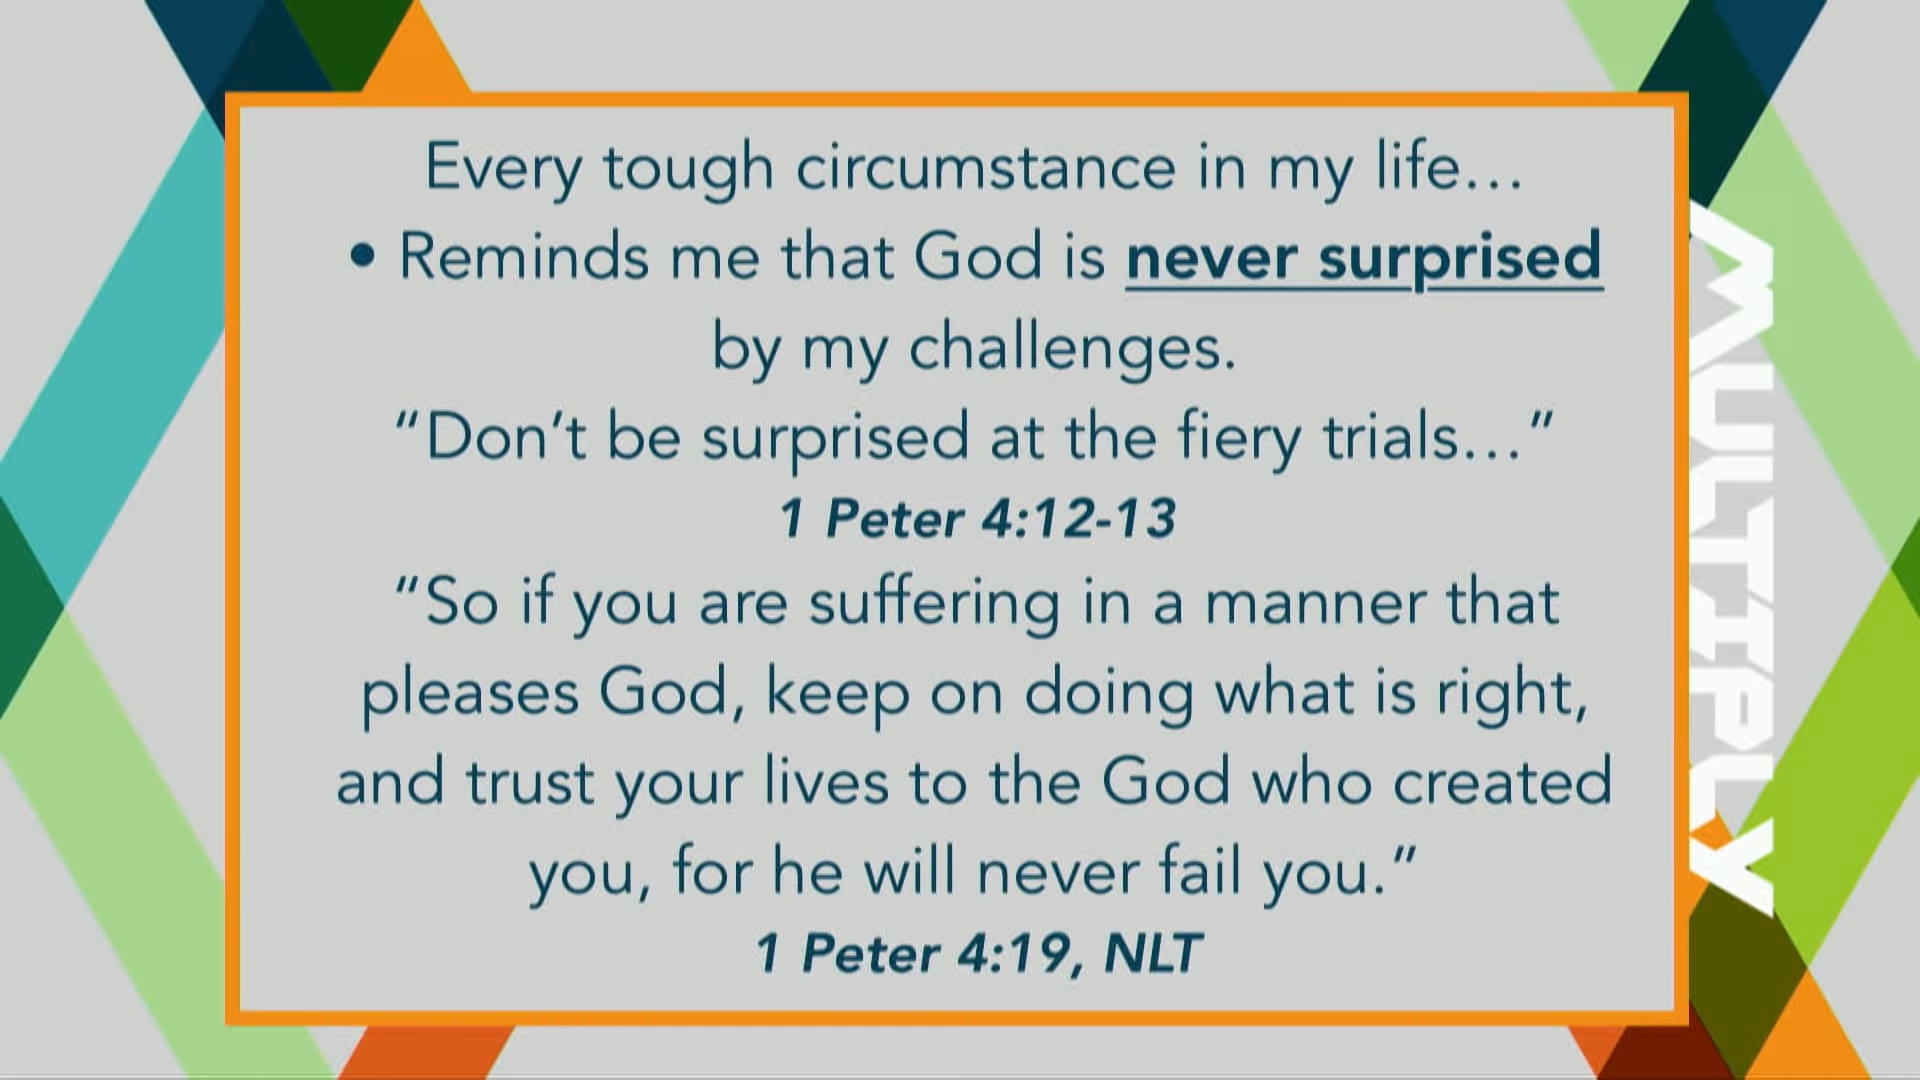 Every tough circumstance in my life…
• Reminds me that God is never surprised
by my challenges.
“Don’t be surprised at the fiery trials…”
1 Peter 4:12-13
“So if you are suffering in a manner that
pleases God, keep on doing what is right,
and trust your lives to the God who created
you, for he will never fail you.”
1 Peter 4:19, NLT
MULTIPLY